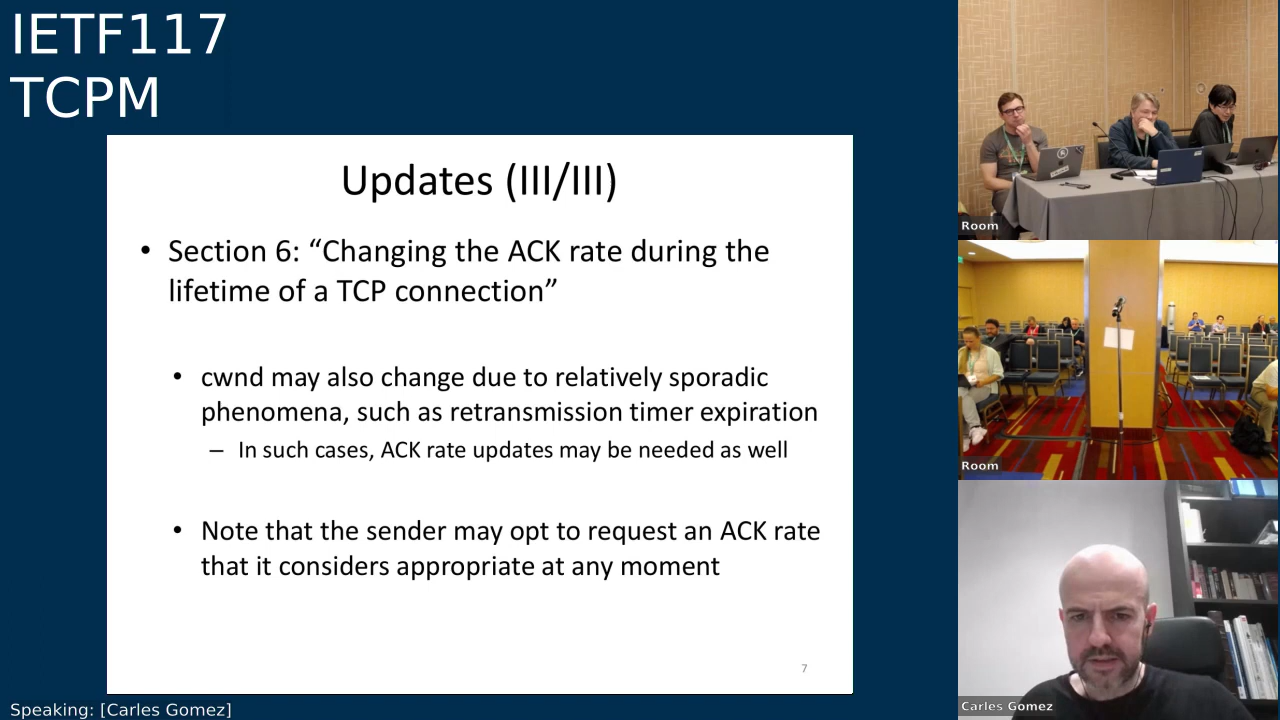 IETF117
TCPM
Updates (III/III)
• Section 6: “Changing the ACK rate during the
lifetime of a TCP connection”
• cwnd may also change due to relatively sporadic
phenomena, such as retransmission timer expiration
– In such cases, ACK rate updates may be needed as well
• Note that the sender may opt to request an ACK rate
that it considers appropriate at any moment
7
Room
Room
Carles Gomez
Speaking: [Carles Gomez]